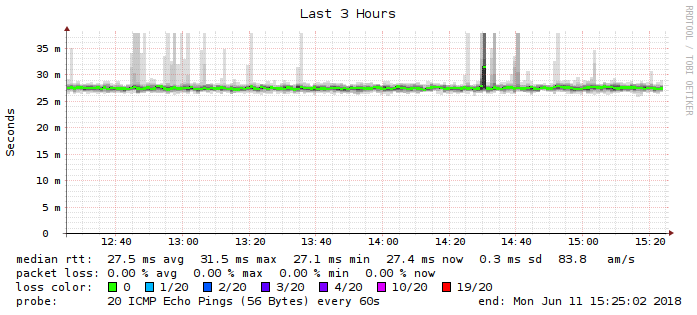 Last 3 Hours
RRDTOOL / TOBI OETIKER
Seconds
35 m
30 m
25 m
20 m
15 m
10 m
5 m
0
12:40 13:00 13:20 13:40 14:00 14:20 14:40 15:00 15:20
median rtt: 27.5 ms avg 31.5 ms max 27.1 ms min 27.4 ms now 0.3 ms sd 83.8 am/s
packet loss: 0.00 % avg 0.00 % max 0.00 % min 0.00 % now
loss color: 0 1/20 2/20 3/20 4/20 10/20 19/20
probe: 20 ICMP Echo Pings (56 Bytes) every 60s end: Mon Jun 11 15:25:02 2018